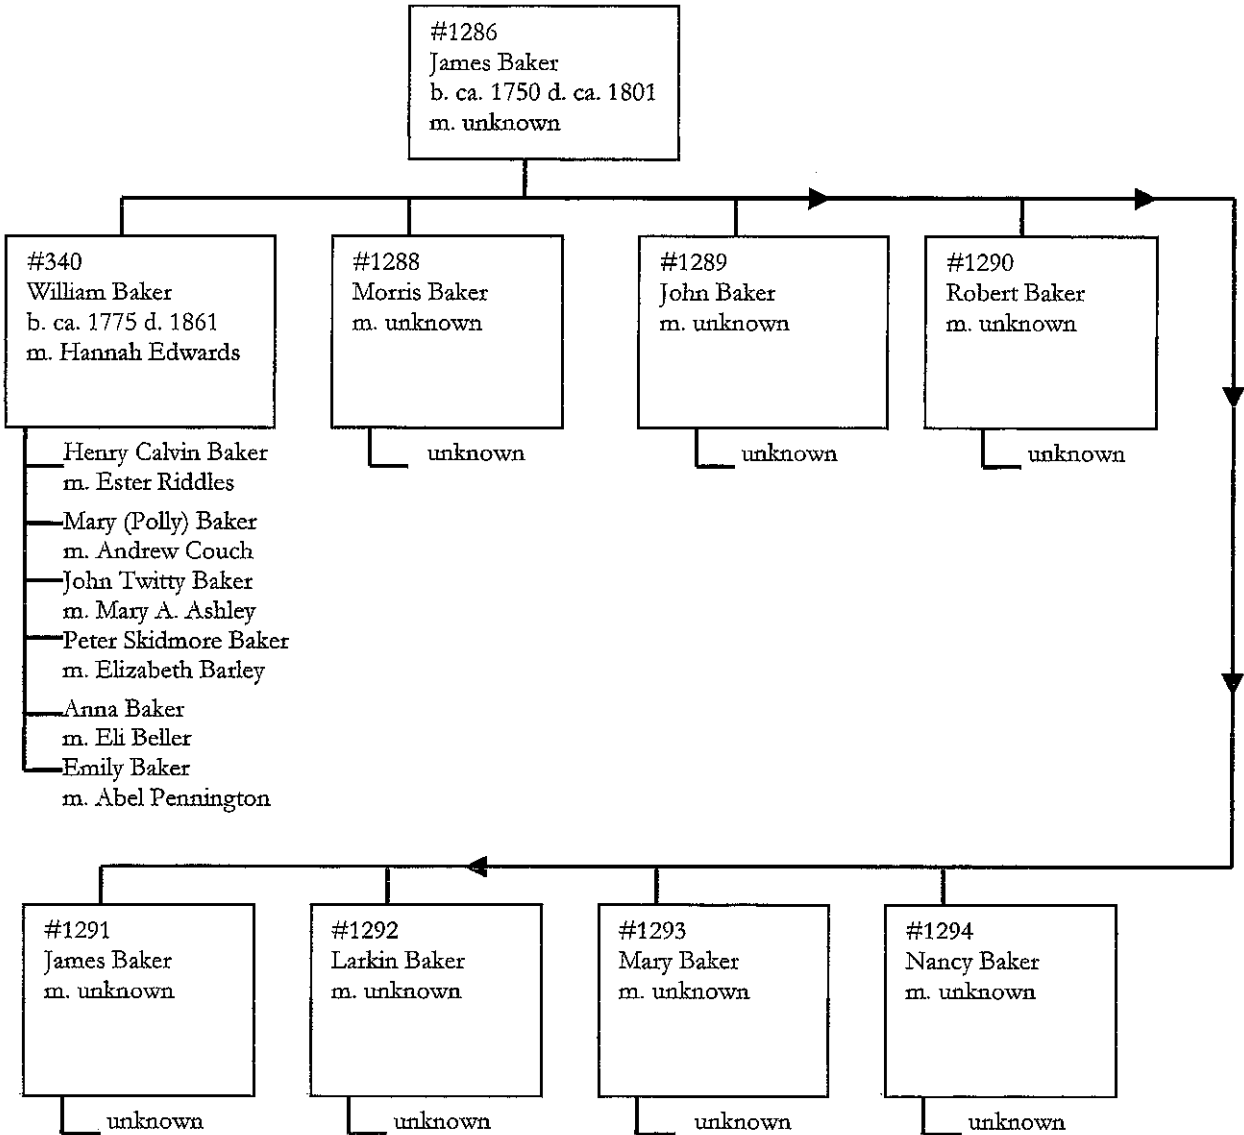 #1286
James Baker
b. ca. 1750 d. ca. 1801
m. unknown
#340
William Baker
b. ca. 1775 d. 1861
m. Hannah Edwards
#1288
Morris Baker
m. unknown
#1289
John Baker
m. unknown
#1290
Robert Baker
m. unknown
Henry Calvin Baker
m. Ester Riddles
Mary (Polly) Baker
m. Andrew Couch
John Twitty Baker
m. Mary A. Ashley
Peter Skidmore Baker
m. Elizabeth Barley
Anna Baker
m. Eli Beller
Emily Baker
m. Abel Pennington
unknown
unknown
unknown
#1291
James Baker
m. unknown
#1292
Larkin Baker
m. unknown
#1293
Mary Baker
m. unknown
#1294
Nancy Baker
m. unknown
unknown
unknown
unknown
unknown